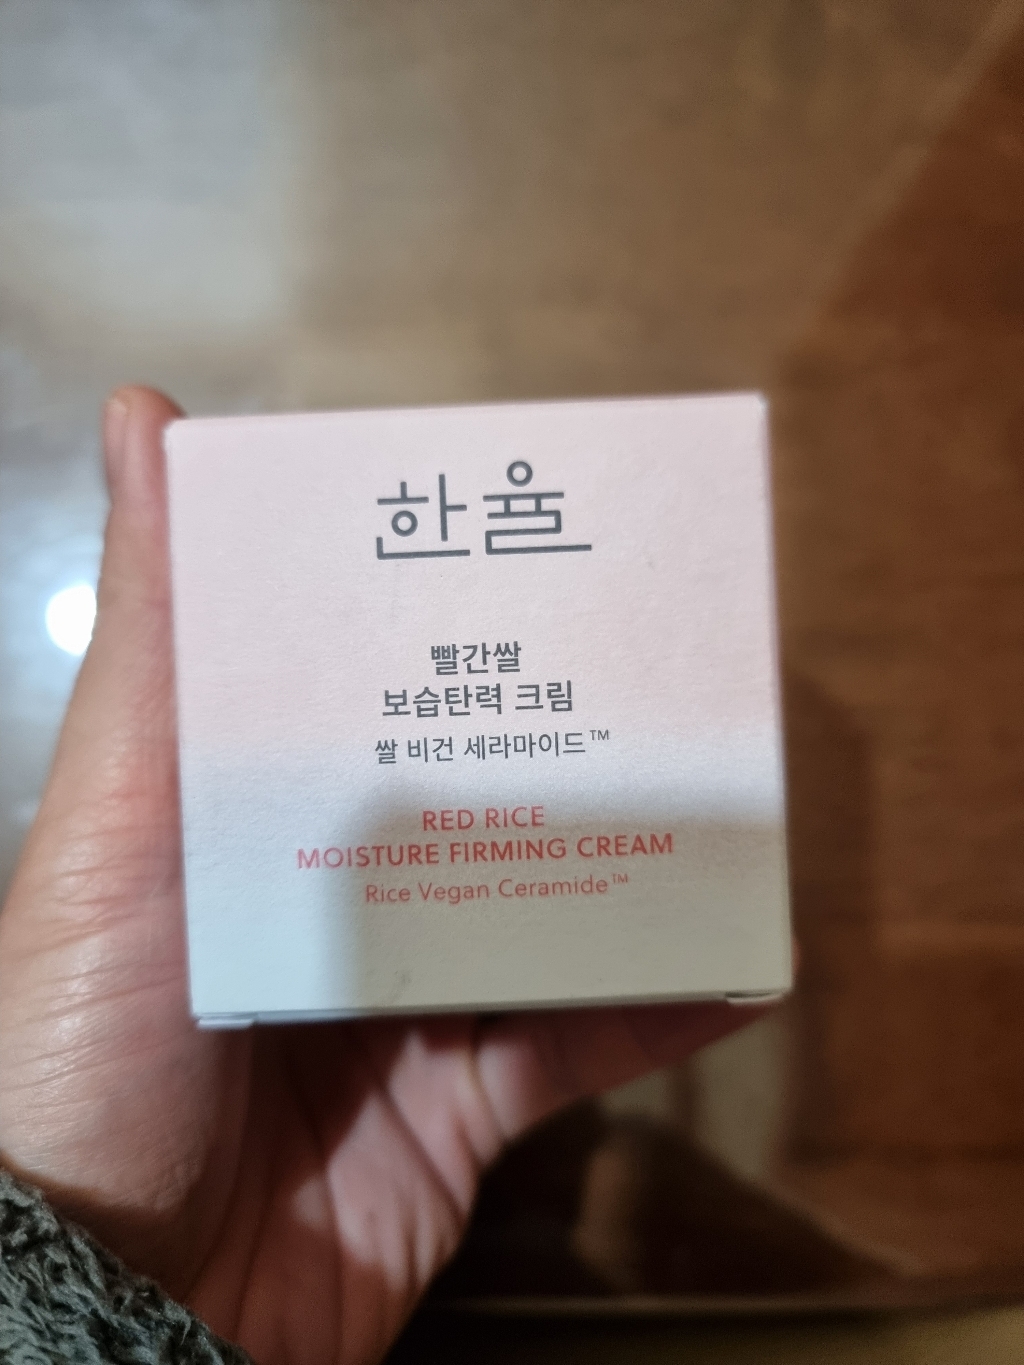 한율
빨간쌀
보습탄력 크림
쌀 비건 세라마이드™
RED RICE
MOISTURE FIRMING CREAM
Rice Vegan Ceramide™